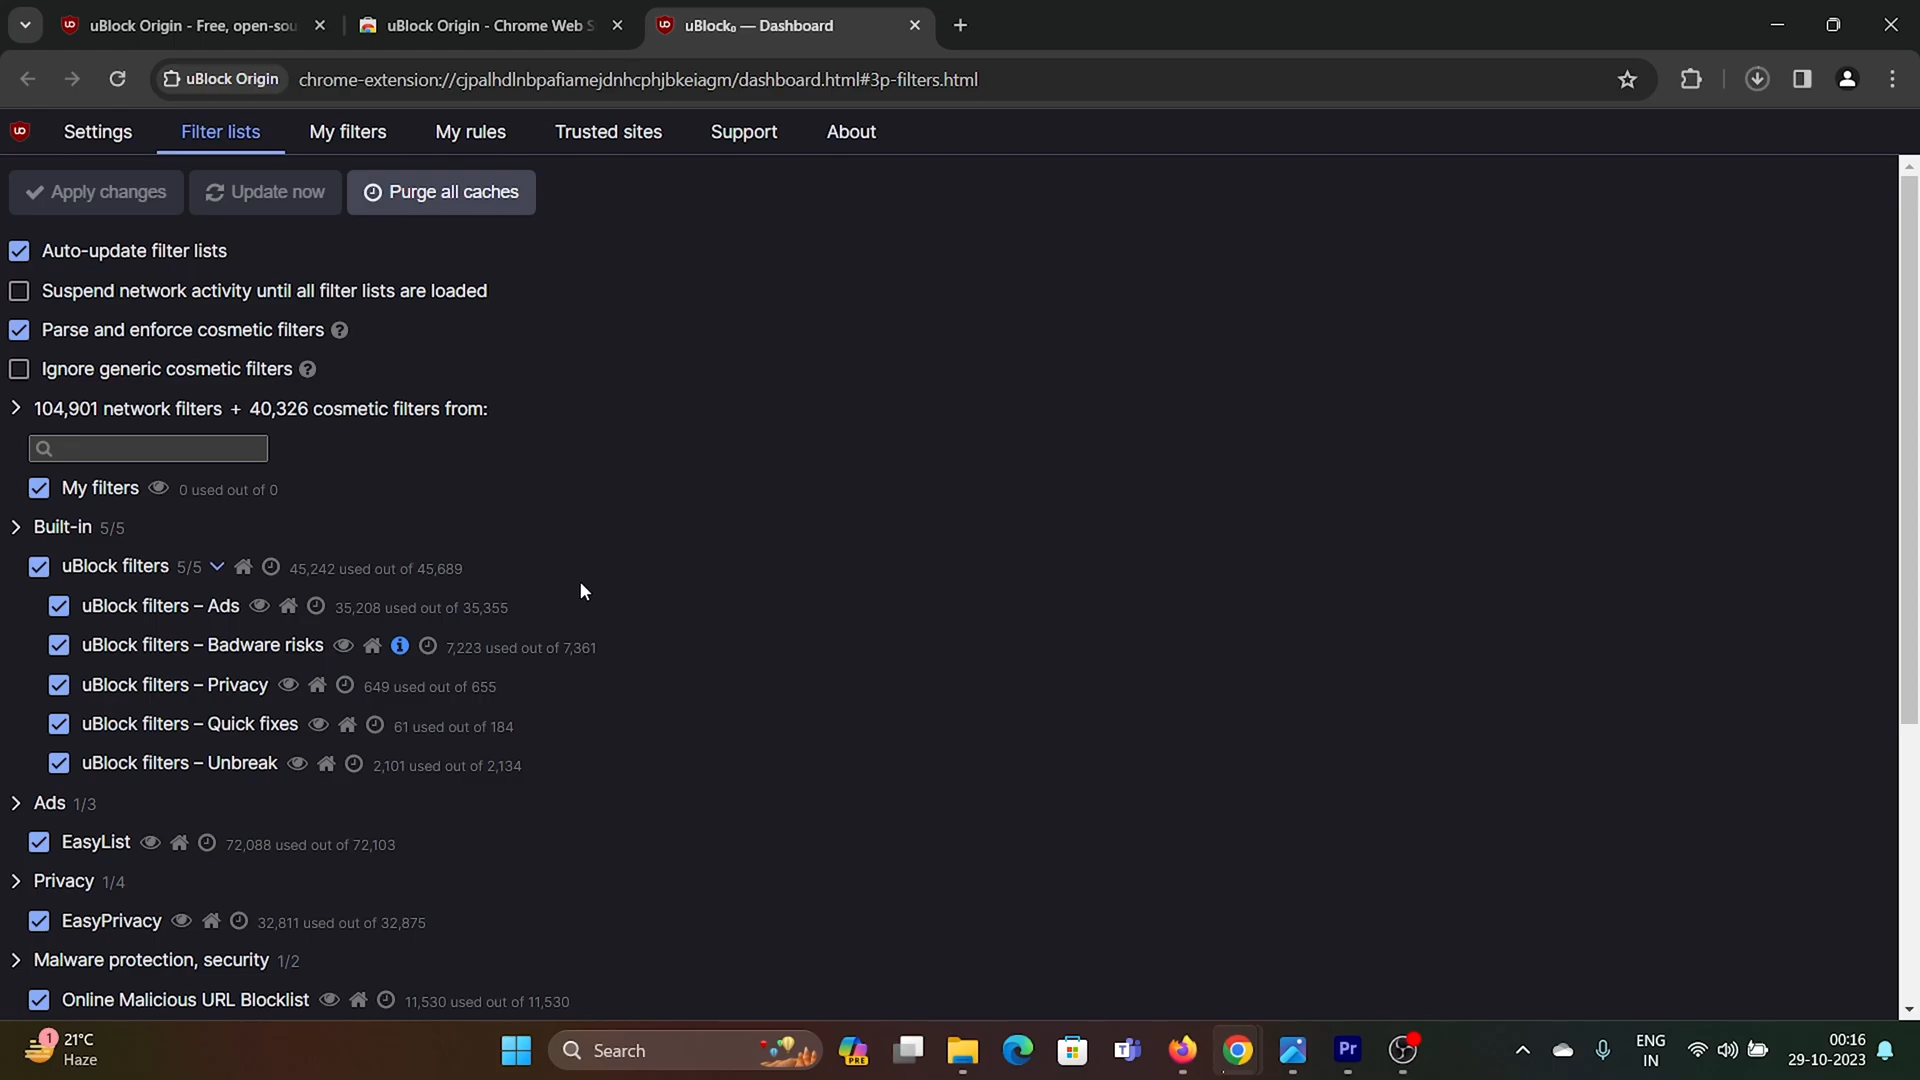 uBlock Origin - Free, open-sou
uBlock Origin - Chrome Web S
uBlock₀ — Dashboard
uBlock Origin
chrome-extension://cjpalhdlnbpafiamejdnhcphjbkeiagm/dashboard.html#3p-filters.html
Settings
Filter lists
My filters
My rules
Trusted sites
Support
About
Apply changes
Update now
Purge all caches
Auto-update filter lists
Suspend network activity until all filter lists are loaded
Parse and enforce cosmetic filters ?
Ignore generic cosmetic filters ?
104,901 network filters + 40,326 cosmetic filters from:
My filters 0 used out of 0
Built-in 5/5
uBlock filters 5/5 45,242 used out of 45,689
uBlock filters – Ads 35,208 used out of 35,355
uBlock filters – Badware risks 7,223 used out of 7,361
uBlock filters – Privacy 649 used out of 655
uBlock filters – Quick fixes 61 used out of 184
uBlock filters – Unbreak 2,101 used out of 2,134
Ads 1/3
EasyList 72,088 used out of 72,103
Privacy 1/4
EasyPrivacy 32,811 used out of 32,875
Malware protection, security 1/2
Online Malicious URL Blocklist 11,530 used out of 11,530
1
21°C
Haze
Search
PRE
Pr
ENG
IN
00:16
29-10-2023